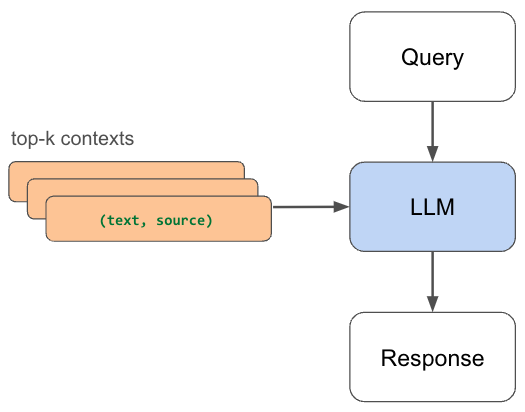 Query
top-k contexts
(text, source)
LLM
Response